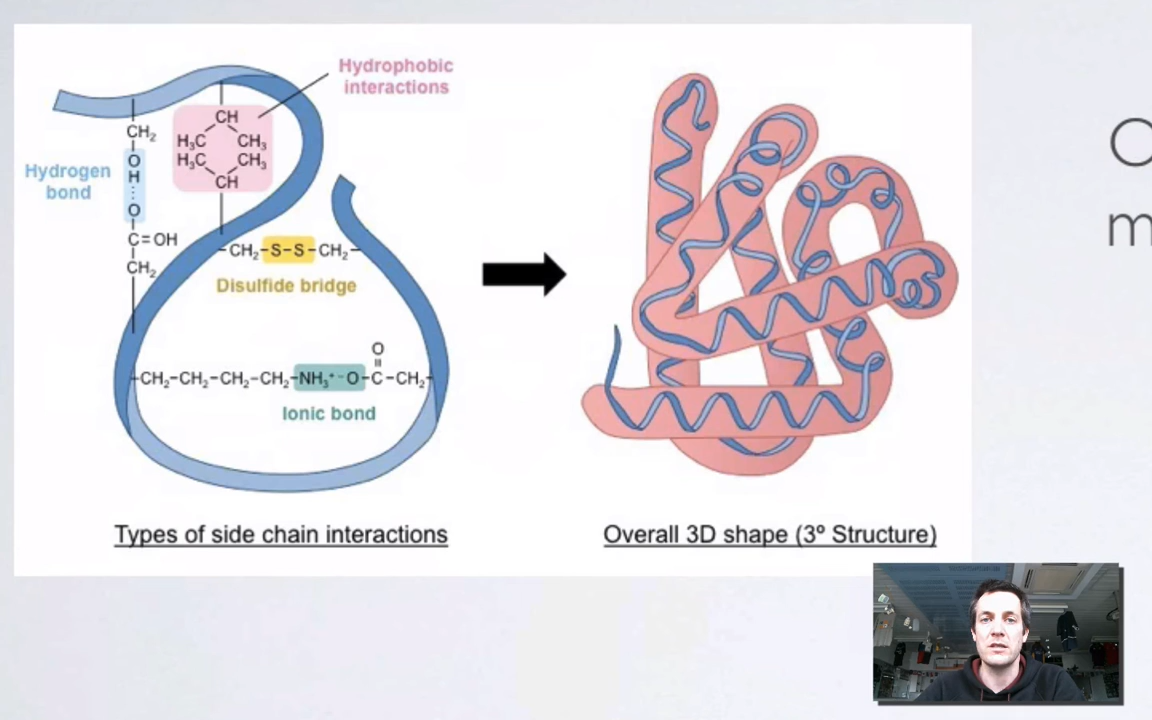 Hydrophobic
interactions
CH
H₃C CH₃
H₃C CH₃
CH
CH₂
O
H
O
C=OH
CH₂
Hydrogen
bond
-CH₂-S-S-CH₂-
Disulfide bridge
O
-CH₂-CH₂-CH₂-CH₂-NH₃⁺ ⁻O-C-CH₂-
Ionic bond
Types of side chain interactions
Overall 3D shape (3º Structure)
O
m